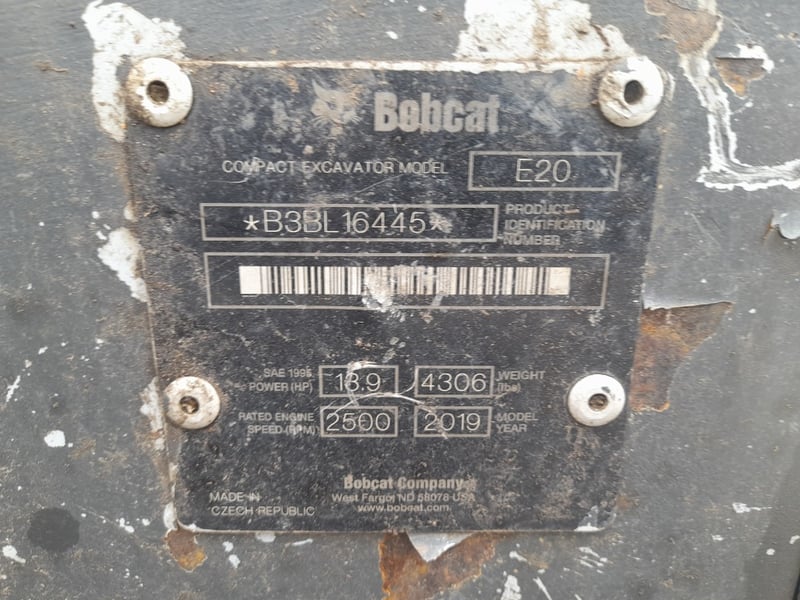 Bobcat
COMPACT EXCAVATOR MODEL E20
*B3BL16445* PRODUCT
IDENTIFICATION
NUMBER
SAE 1995 POWER (HP) 13.9 4306 WEIGHT (lbs)
RATED ENGINE SPEED (RPM) 2500 2019 MODEL YEAR
Bobcat Company
West Fargo, ND 58078 USA
www.bobcat.com
MADE IN
CZECH REPUBLIC